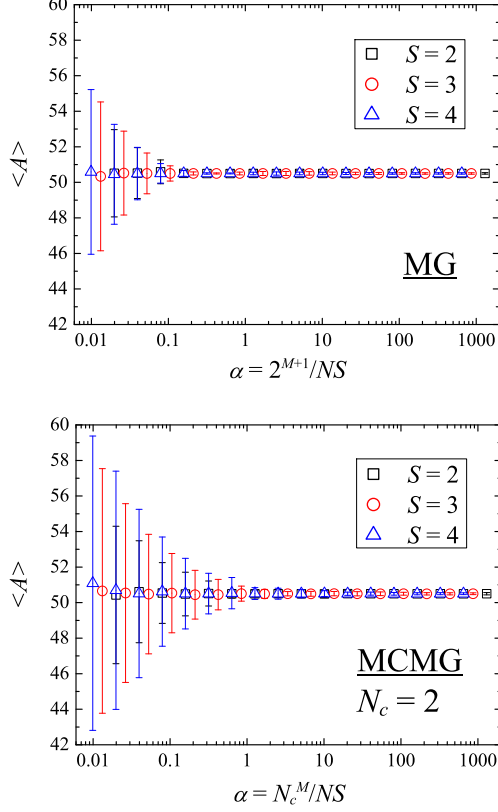 60
58
56
54
52
50
48
46
44
42
<A>
S = 2
S = 3
S = 4
MG
0.01 0.1 1 10 100 1000
α = 2^{M+1}/NS
60
58
56
54
52
50
48
46
44
42
<A>
S = 2
S = 3
S = 4
MCMG
N_c = 2
0.01 0.1 1 10 100 1000
α = N_c^M/NS